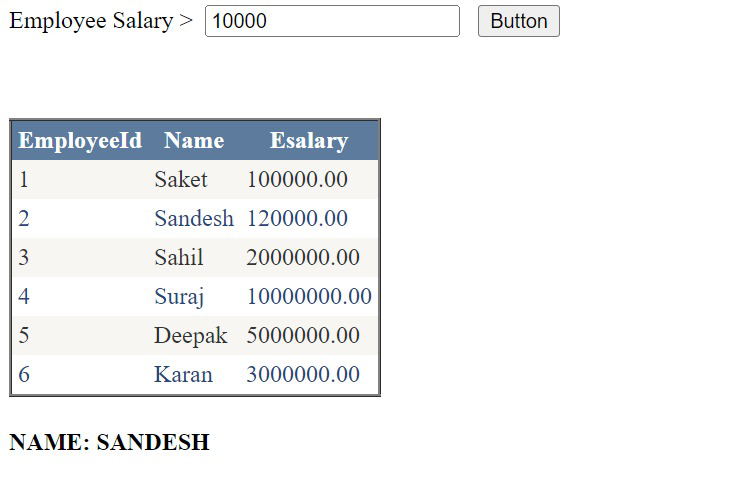 Employee Salary > 10000 Button
EmployeeId Name Esalary
1 Saket 100000.00
2 Sandesh 120000.00
3 Sahil 2000000.00
4 Suraj 10000000.00
5 Deepak 5000000.00
6 Karan 3000000.00
NAME: SANDESH